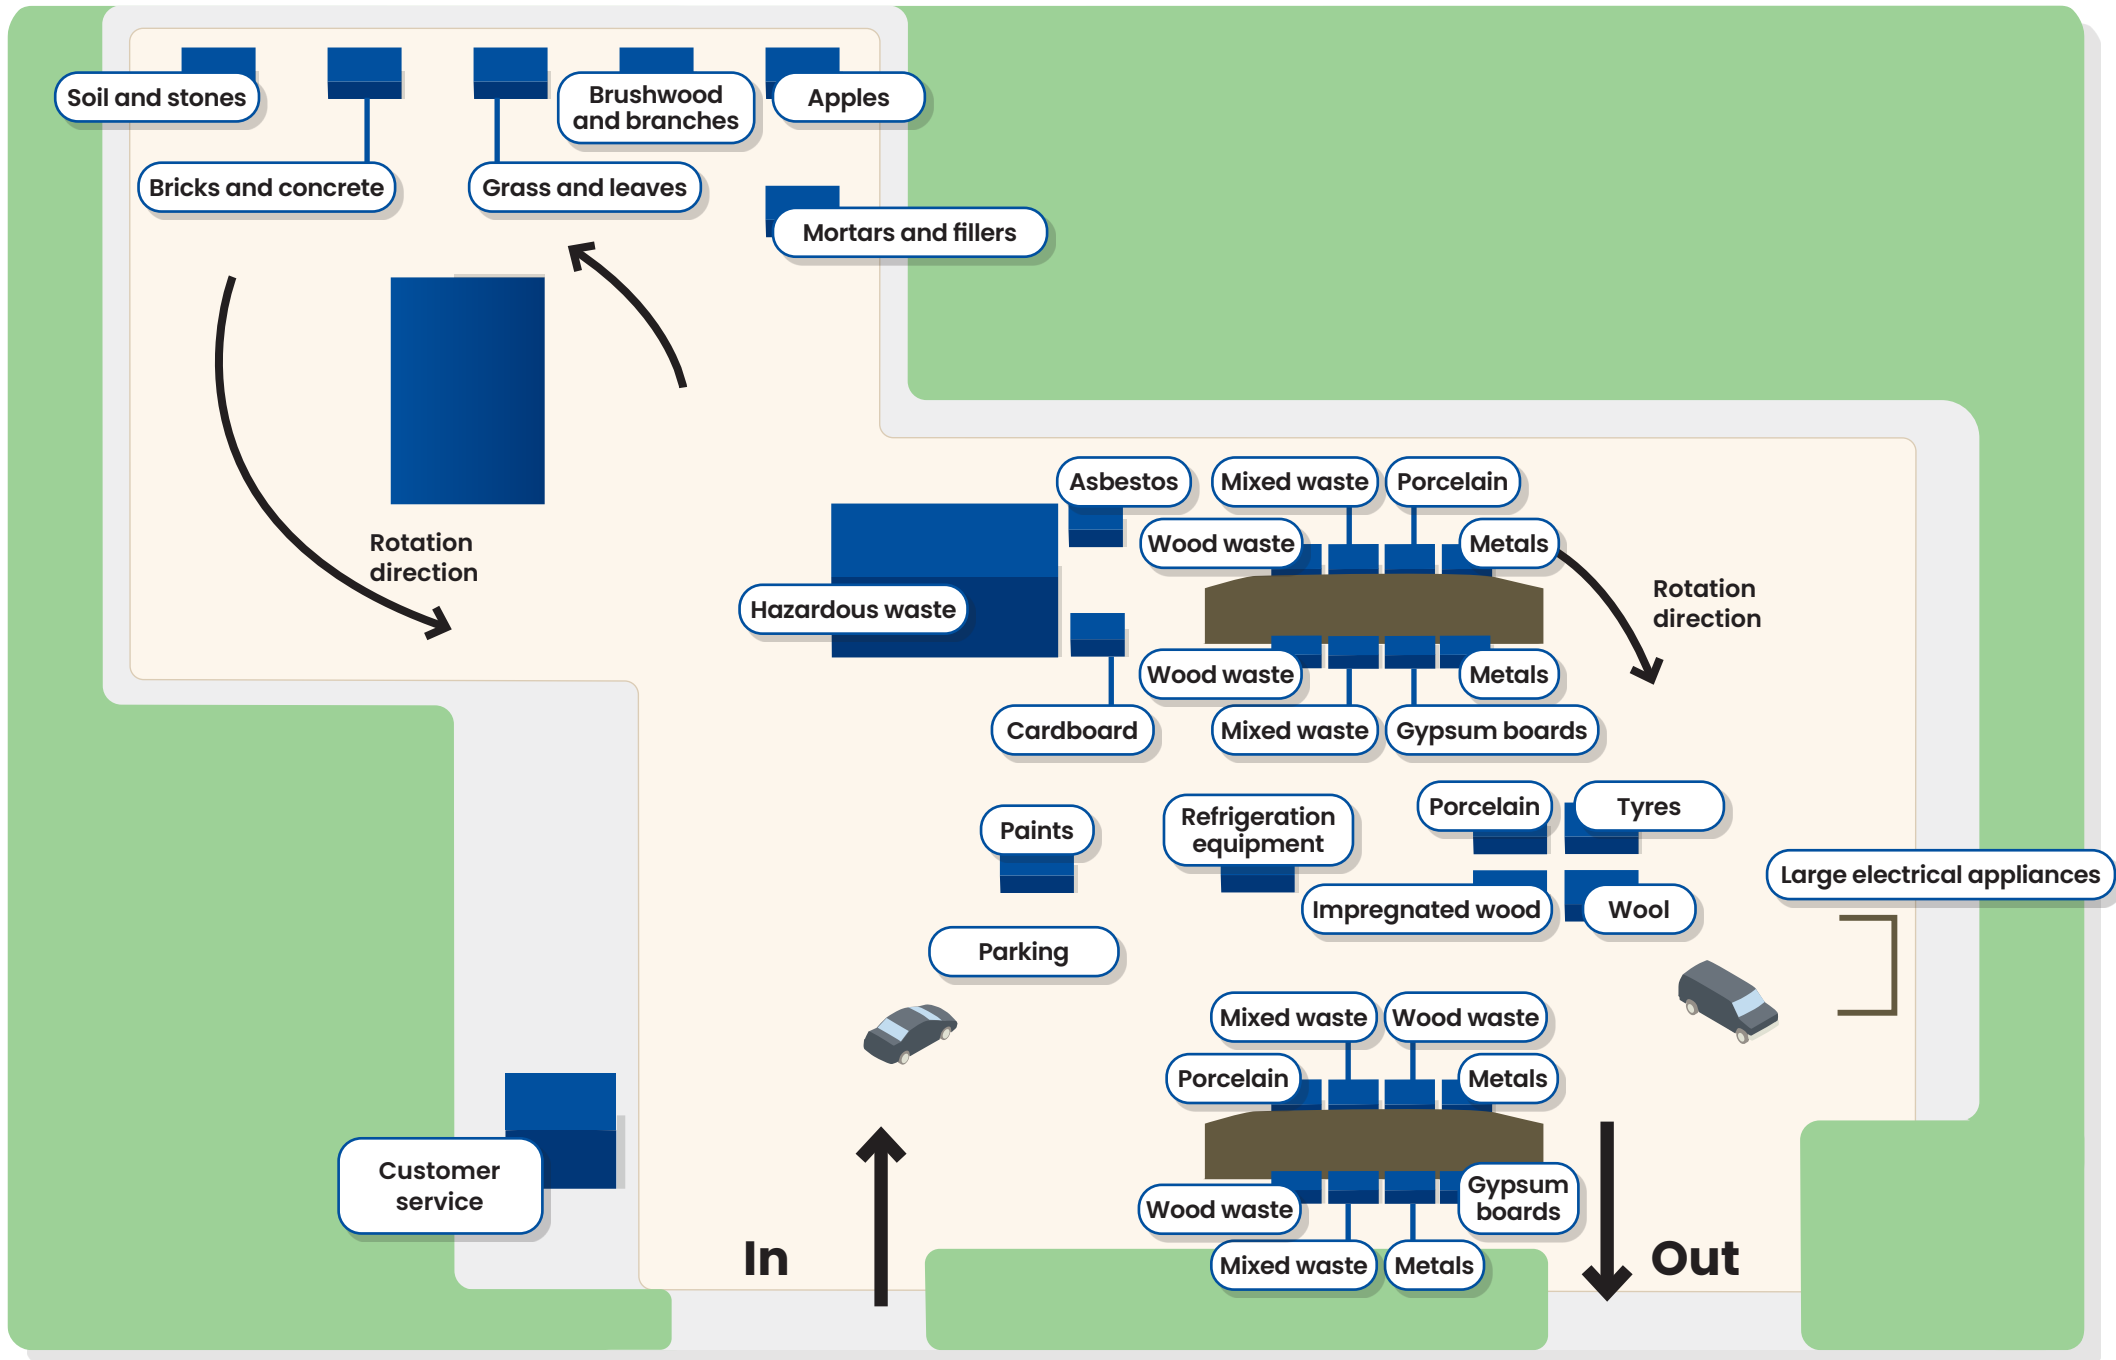 Soil and stones
Brushwood
and branches
Apples
Bricks and concrete
Grass and leaves
Mortars and fillers
Rotation
direction
Asbestos
Mixed waste
Porcelain
Wood waste
Metals
Rotation
direction
Hazardous waste
Wood waste
Metals
Cardboard
Mixed waste
Gypsum boards
Paints
Refrigeration
equipment
Porcelain
Tyres
Large electrical appliances
Impregnated wood
Wool
Parking
Mixed waste
Wood waste
Porcelain
Metals
Customer
service
Gypsum
boards
Wood waste
Mixed waste
Metals
In
Out